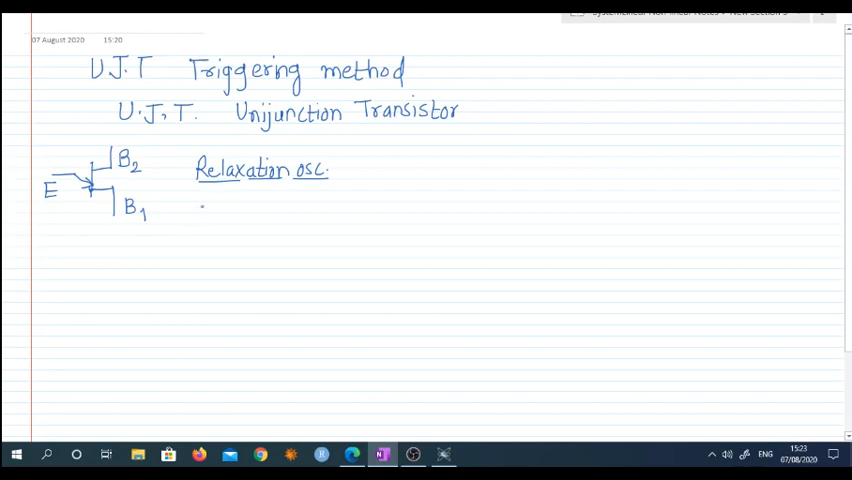 07 August 2020 15:20
U.J.T Triggering method
U.J.T. Unijunction Transistor
B2
Relaxation osc.
E
B1
ENG
15:23
07/08/2020